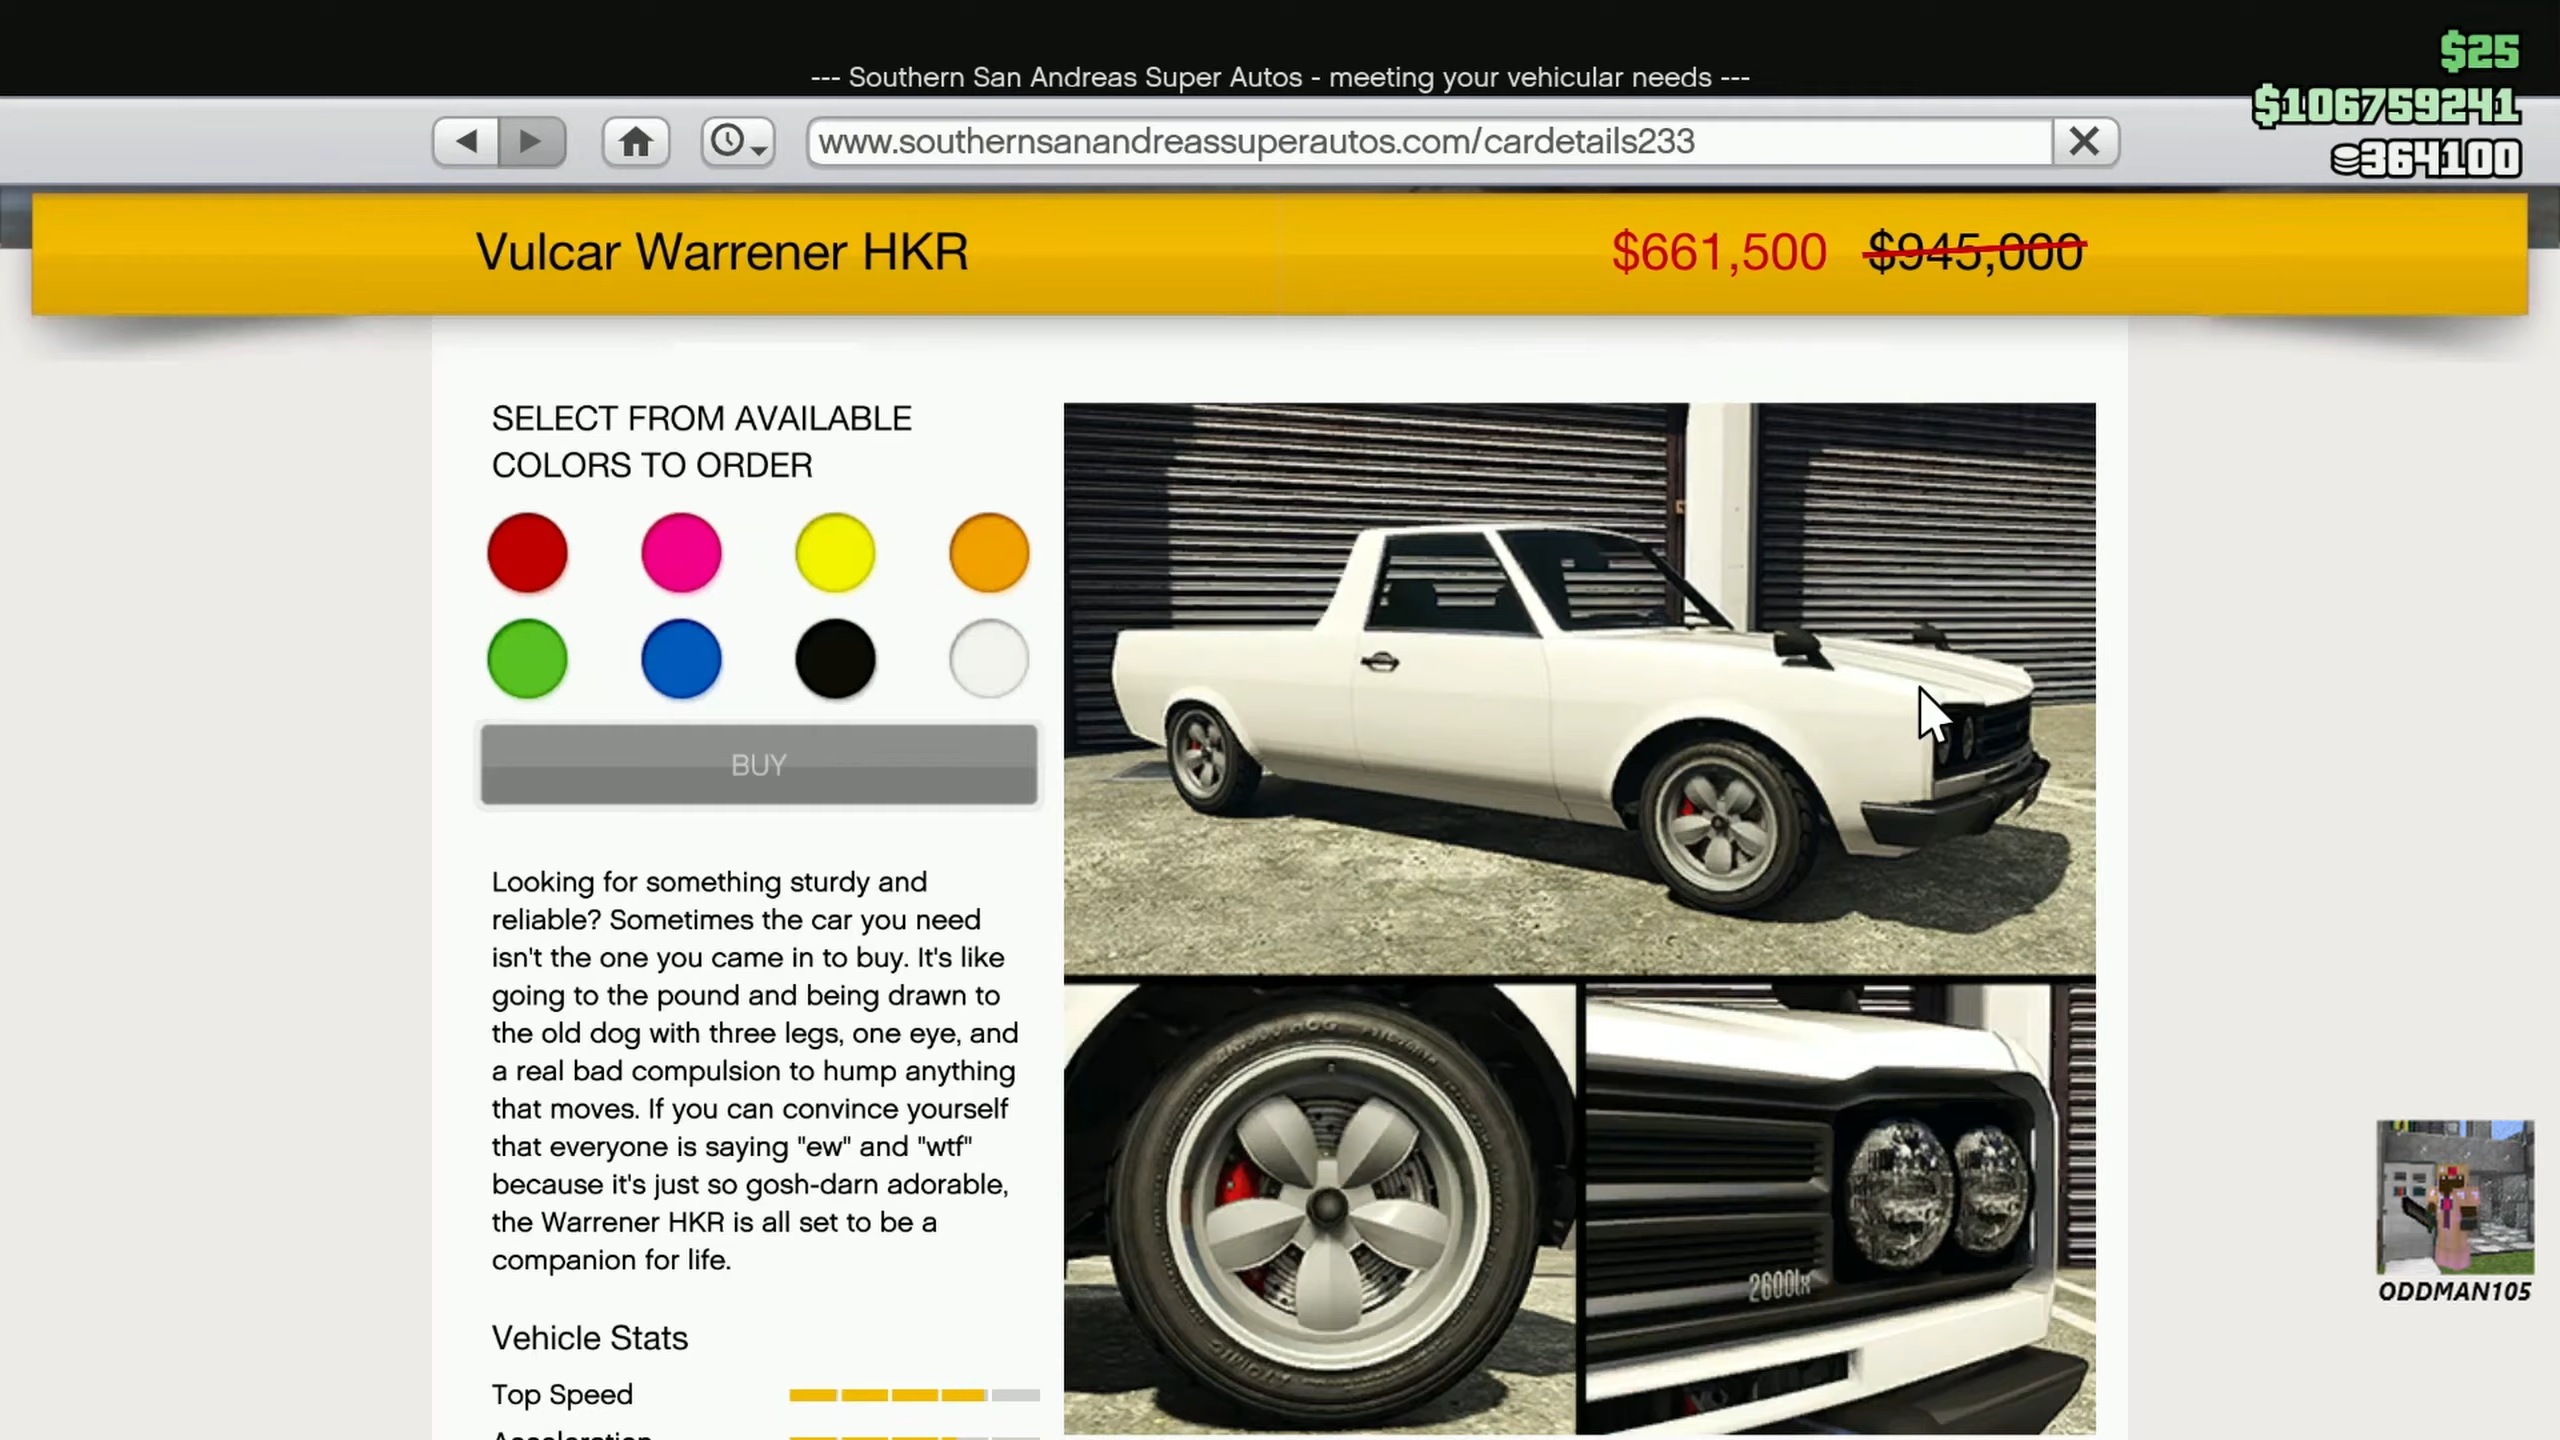 --- Southern San Andreas Super Autos - meeting your vehicular needs ---
$25
$106759241
364100
www.southernsanandreassuperautos.com/cardetails233
Vulcar Warrener HKR
$661,500 $945,000
SELECT FROM AVAILABLE
COLORS TO ORDER
BUY
Looking for something sturdy and
reliable? Sometimes the car you need
isn't the one you came in to buy. It's like
going to the pound and being drawn to
the old dog with three legs, one eye, and
a real bad compulsion to hump anything
that moves. If you can convince yourself
that everyone is saying "ew" and "wtf"
because it's just so gosh-darn adorable,
the Warrener HKR is all set to be a
companion for life.
Vehicle Stats
Top Speed
Acceleration
2600lx
ODDMAN105